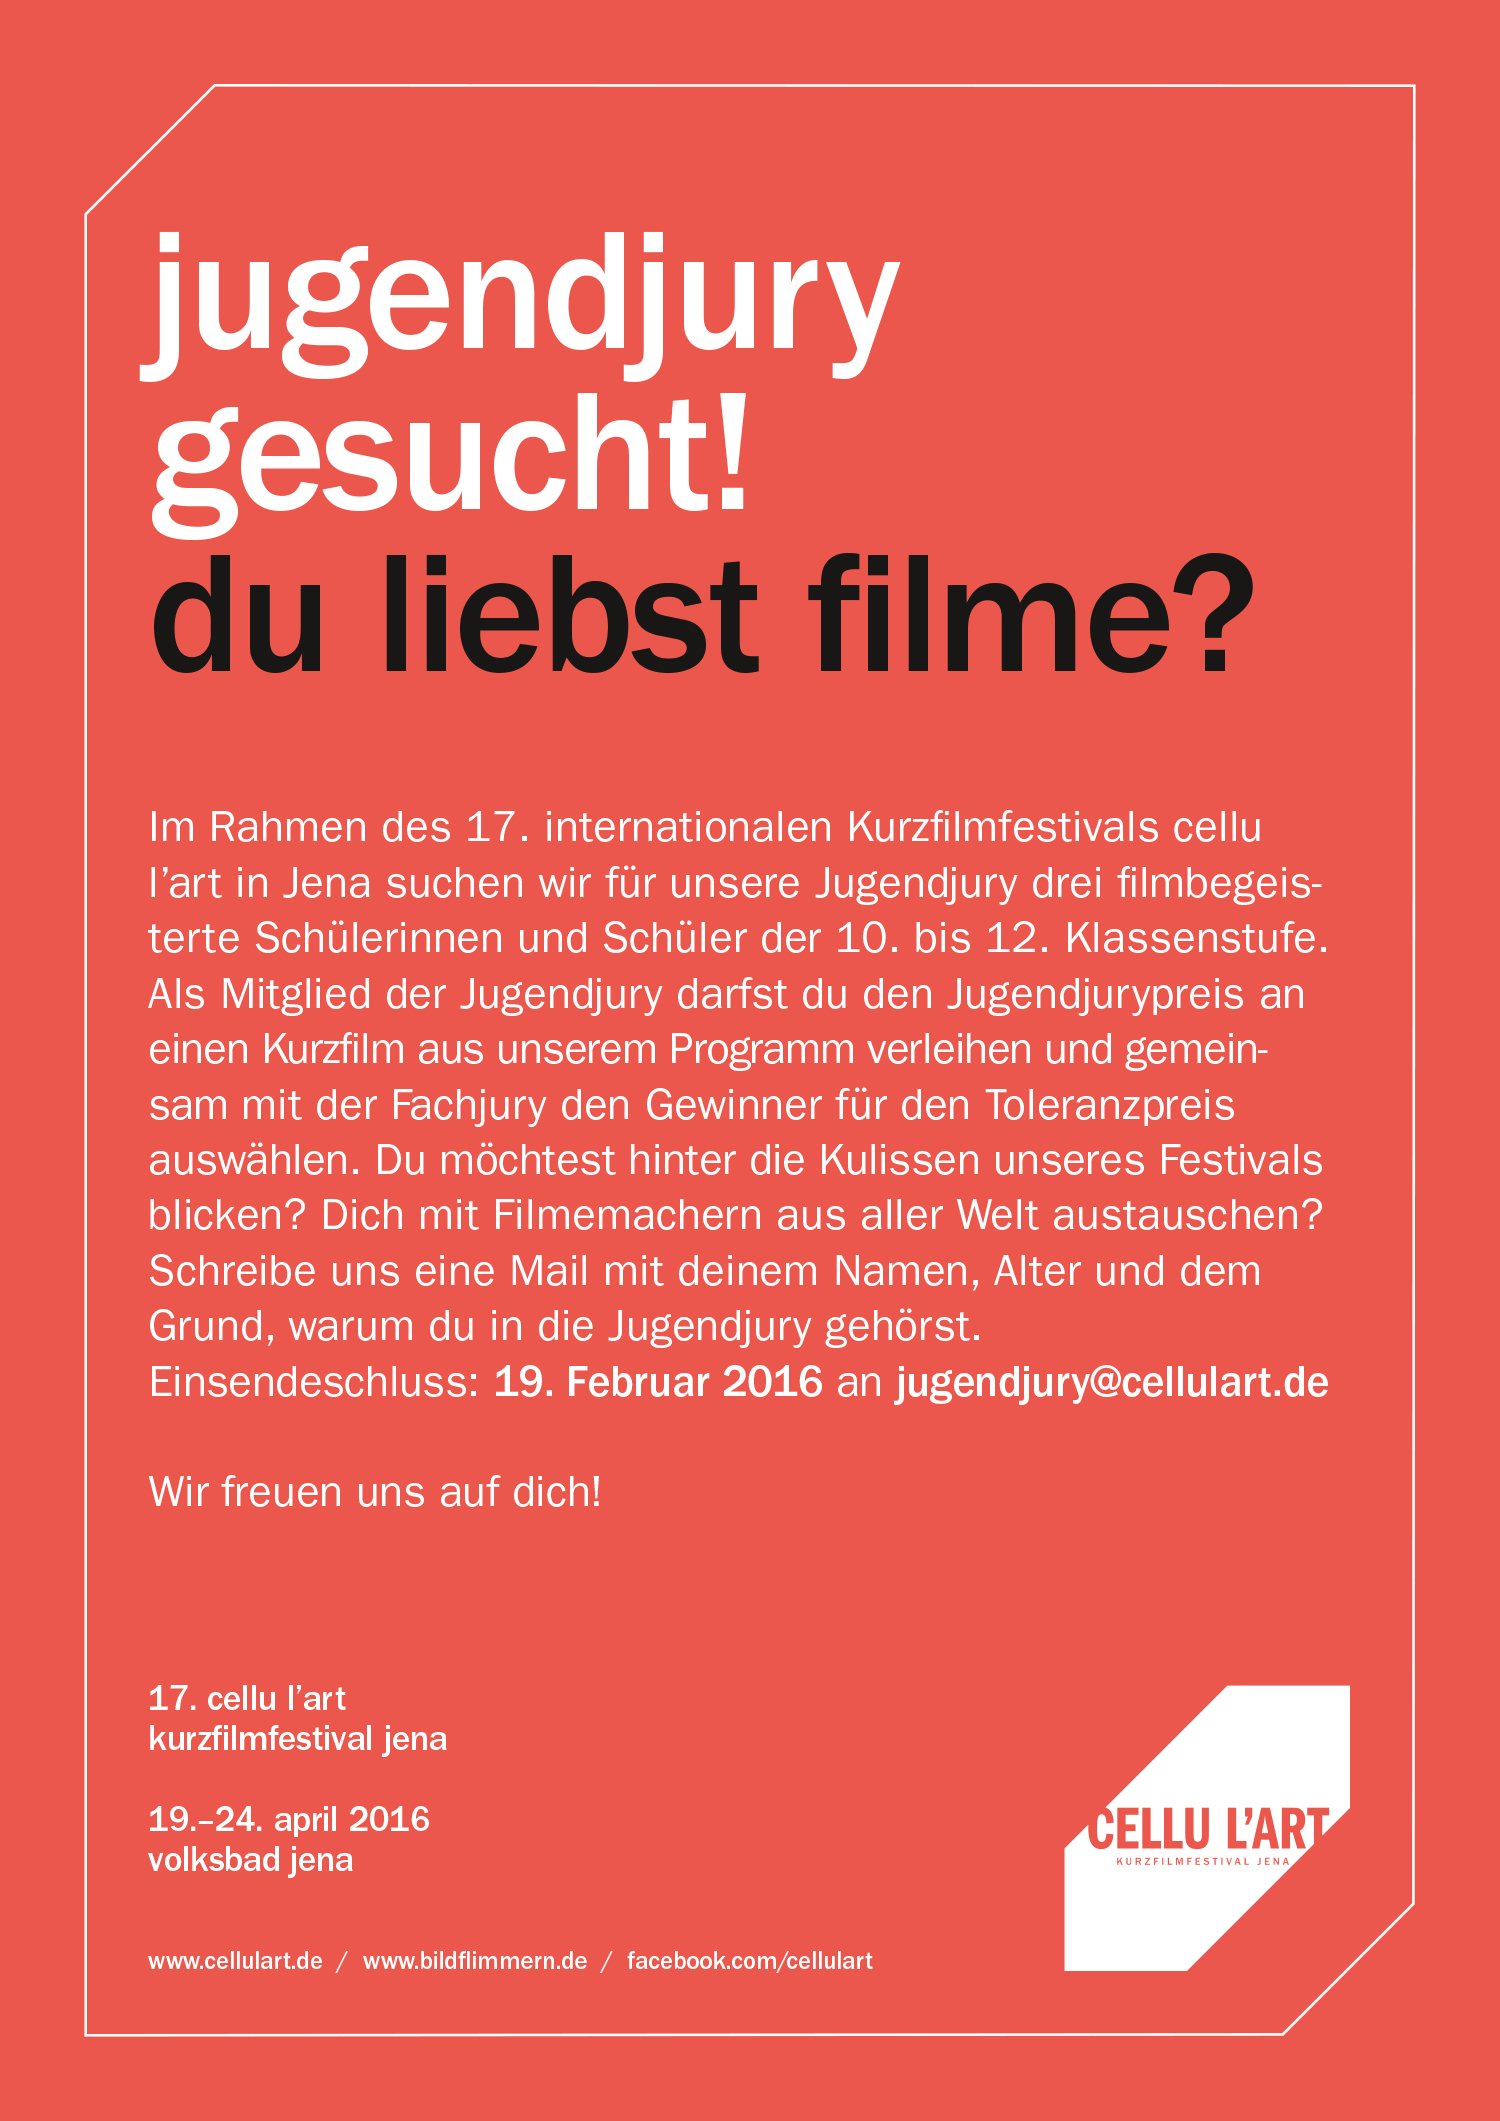 jugendjury
gesucht!
du liebst filme?
Im Rahmen des 17. internationalen Kurzfilmfestivals cellu
l’art in Jena suchen wir für unsere Jugendjury drei filmbegeis-
terte Schülerinnen und Schüler der 10. bis 12. Klassenstufe.
Als Mitglied der Jugendjury darfst du den Jugendjurypreis an
einen Kurzfilm aus unserem Programm verleihen und gemein-
sam mit der Fachjury den Gewinner für den Toleranzpreis
auswählen. Du möchtest hinter die Kulissen unseres Festivals
blicken? Dich mit Filmemachern aus aller Welt austauschen?
Schreibe uns eine Mail mit deinem Namen, Alter und dem
Grund, warum du in die Jugendjury gehörst.
Einsendeschluss: 19. Februar 2016 an jugendjury@cellulart.de
Wir freuen uns auf dich!
17. cellu l’art
kurzfilmfestival jena
19.–24. april 2016
volksbad jena
www.cellulart.de / www.bildflimmern.de / facebook.com/cellulart
CELLU L’ART
KURZFILMFESTIVAL JENA